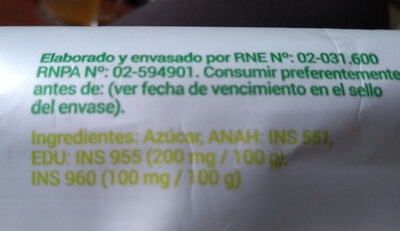 Elaborado y envasado por RNE Nº: 02-031.600
RNPA Nº: 02-594901. Consumir preferentemente
antes de: (ver fecha de vencimiento en el sello
del envase).
Ingredientes: Azúcar, ANAH: INS 551,
EDU: INS 955 (200 mg / 100 g),
INS 960 (100 mg / 100 g)